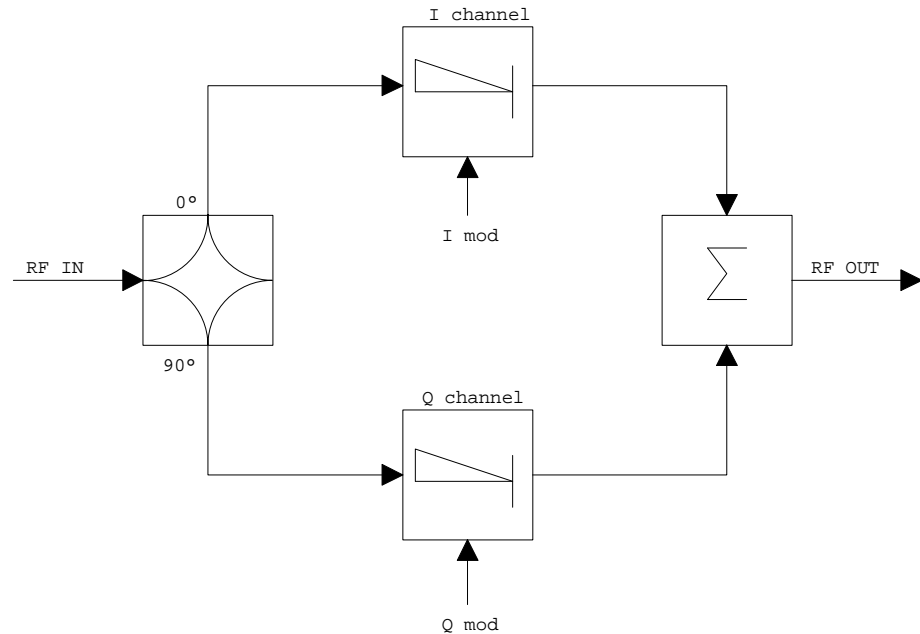 I channel
0°
I mod
RF IN
Σ
RF OUT
90°
Q channel
Q mod